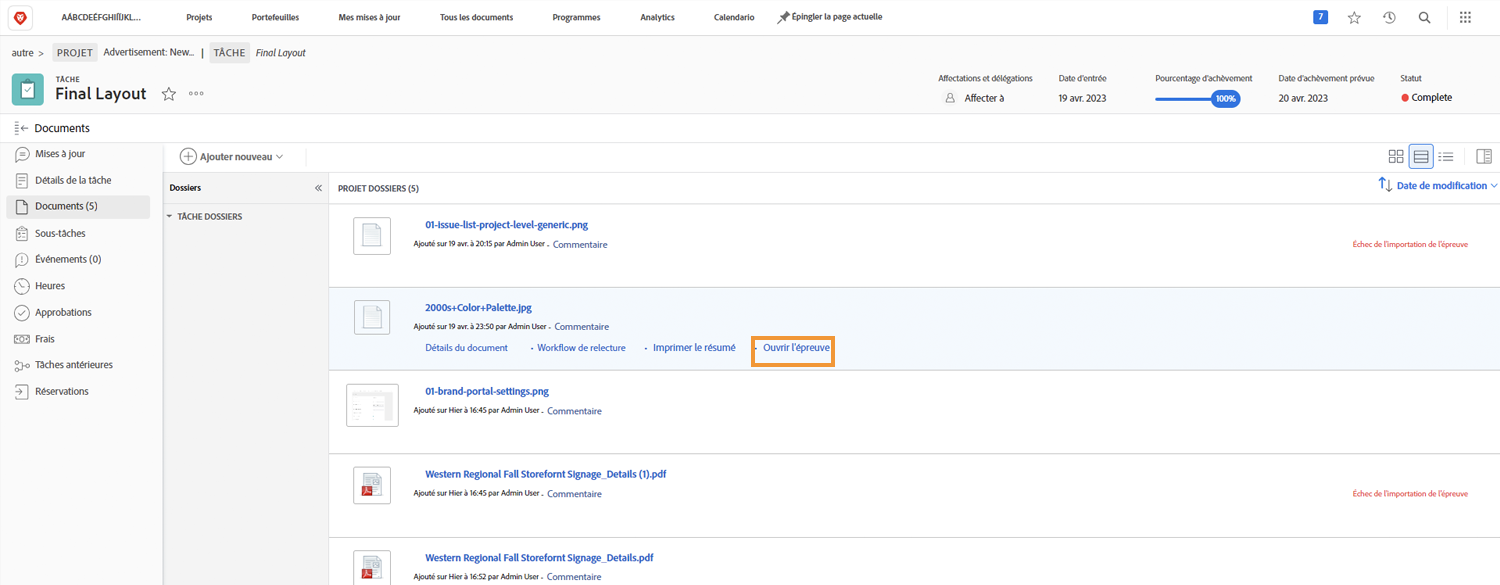 AÁBCDEÉFGHIÍÏIJKL... Projets Portefeuilles Mes mises à jour Tous les documents Programmes Analytics Calendario Épingler la page actuelle 7
autre > PROJET Advertisement: New... | TÂCHE Final Layout
TÂCHE
Final Layout
Affectations et délégations Date d'entrée Pourcentage d'achèvement Date d'achèvement prévue Statut
Affecter à 19 avr. 2023 100% 20 avr. 2023 Complete
Documents
Mises à jour
Détails de la tâche
Documents (5)
Sous-tâches
Événements (0)
Heures
Approbations
Frais
Tâches antérieures
Réservations
Ajouter nouveau
Dossiers
TÂCHE DOSSIERS
PROJET DOSSIERS (5) Date de modification
01-issue-list-project-level-generic.png
Ajouté sur 19 avr. à 20:15 par Admin User - Commentaire Échec de l'importation de l'épreuve
2000s+Color+Palette.jpg
Ajouté sur 19 avr. à 23:50 par Admin User - Commentaire
Détails du document • Workflow de relecture • Imprimer le résumé • Ouvrir l'épreuve
01-brand-portal-settings.png
Ajouté sur Hier à 16:45 par Admin User - Commentaire
Western Regional Fall Storefornt Signage_Details (1).pdf
Ajouté sur Hier à 16:45 par Admin User - Commentaire Échec de l'importation de l'épreuve
Western Regional Fall Storefornt Signage_Details.pdf
Ajouté sur Hier à 16:52 par Admin User - Commentaire